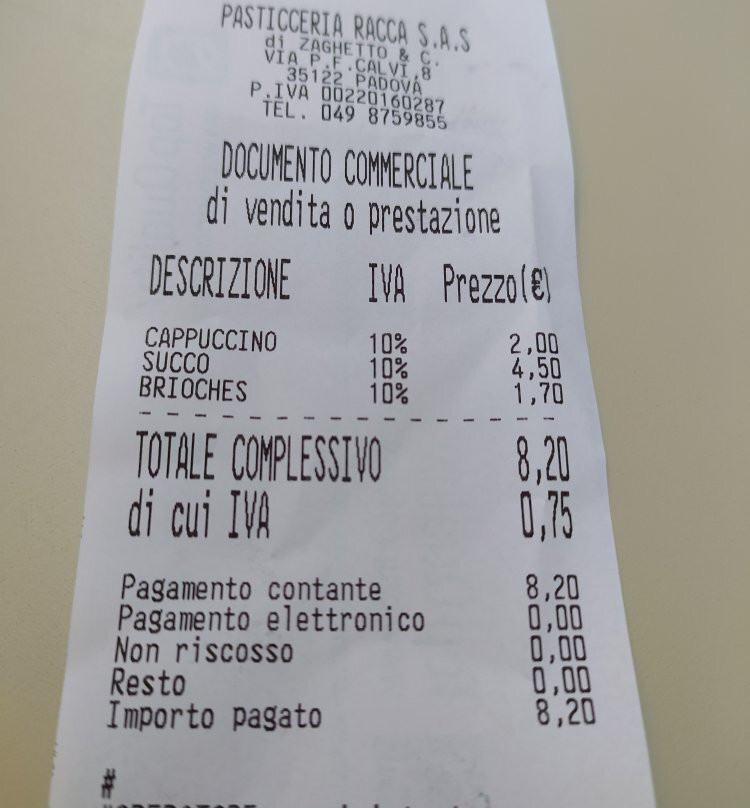 PASTICCERIA RACCA S.A.S
di ZAGHETTO & C.
VIA P.F.CALVI,8
35122 PADOVA
P.IVA 00220160287
TEL. 049 8759855
DOCUMENTO COMMERCIALE
di vendita o prestazione
DESCRIZIONE IVA Prezzo(€)
CAPPUCCINO 10% 2,00
SUCCO 10% 4,50
BRIOCHES 10% 1,70
TOTALE COMPLESSIVO 8,20
di cui IVA 0,75
Pagamento contante 8,20
Pagamento elettronico 0,00
Non riscosso 0,00
Resto 0,00
Importo pagato 8,20
#